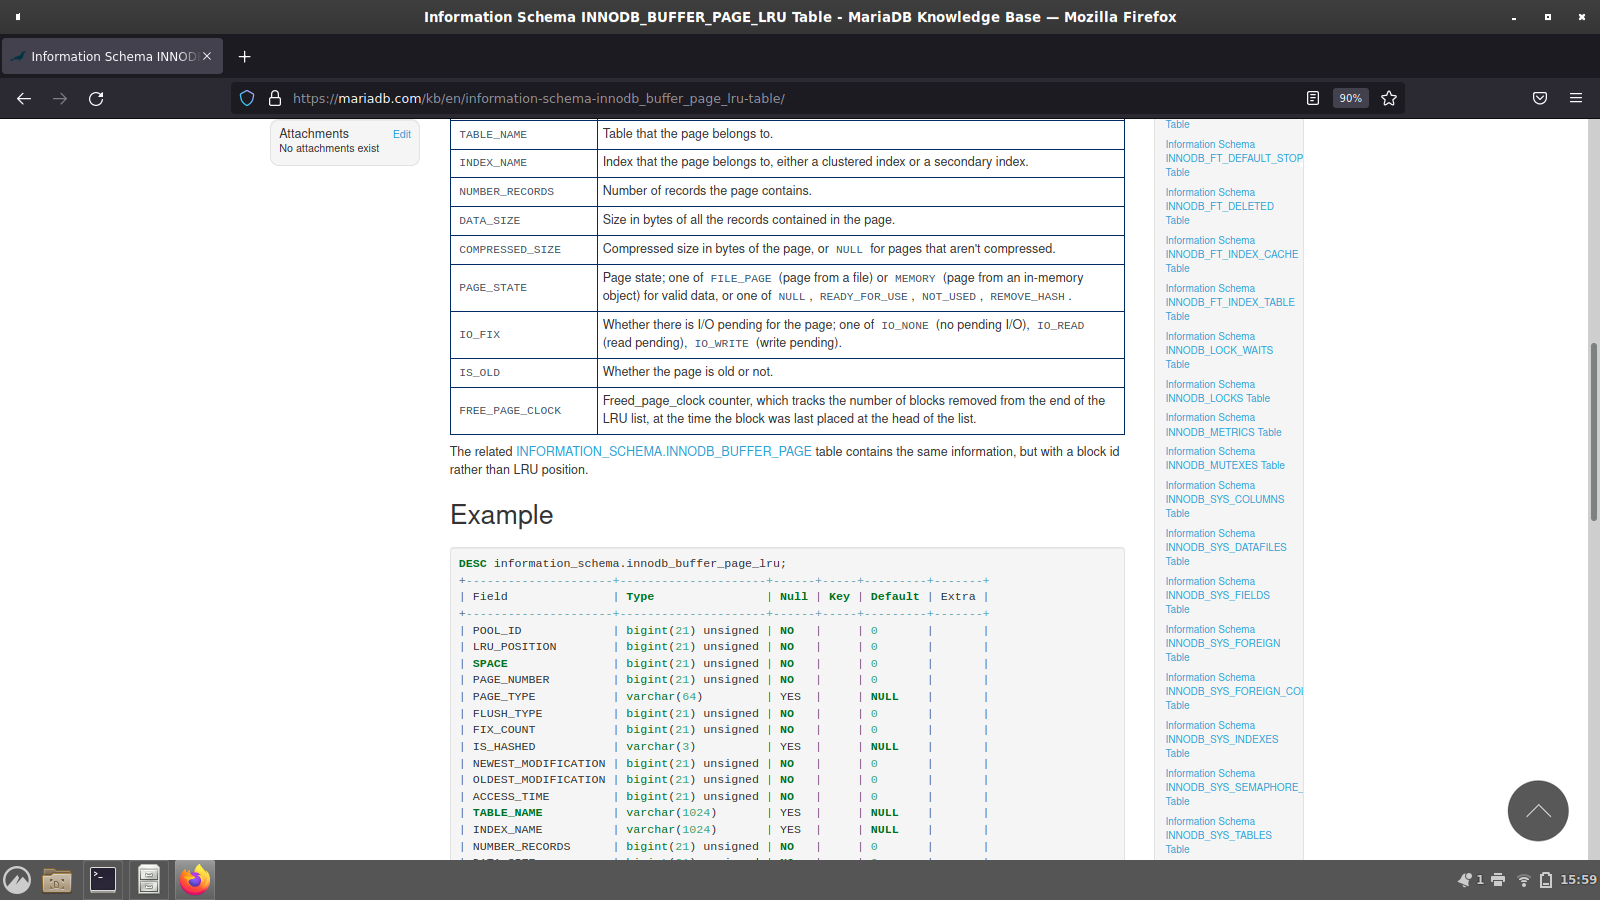 Information Schema INNODB_BUFFER_PAGE_LRU Table - MariaDB Knowledge Base — Mozilla Firefox
Information Schema INNOD
https://mariadb.com/kb/en/information-schema-innodb_buffer_page_lru-table/
90%
Attachments Edit
No attachments exist
TABLE_NAME Table that the page belongs to.
INDEX_NAME Index that the page belongs to, either a clustered index or a secondary index.
NUMBER_RECORDS Number of records the page contains.
DATA_SIZE Size in bytes of all the records contained in the page.
COMPRESSED_SIZE Compressed size in bytes of the page, or NULL for pages that aren't compressed.
PAGE_STATE Page state; one of FILE_PAGE (page from a file) or MEMORY (page from an in-memory
object) for valid data, or one of NULL, READY_FOR_USE, NOT_USED, REMOVE_HASH.
IO_FIX Whether there is I/O pending for the page; one of IO_NONE (no pending I/O), IO_READ
(read pending), IO_WRITE (write pending).
IS_OLD Whether the page is old or not.
FREE_PAGE_CLOCK Freed_page_clock counter, which tracks the number of blocks removed from the end of the
LRU list, at the time the block was last placed at the head of the list.
The related INFORMATION_SCHEMA.INNODB_BUFFER_PAGE table contains the same information, but with a block id
rather than LRU position.
Example
DESC information_schema.innodb_buffer_page_lru;
+---------------------+---------------------+------+-----+---------+-------+
| Field | Type | Null | Key | Default | Extra |
+---------------------+---------------------+------+-----+---------+-------+
| POOL_ID | bigint(21) unsigned | NO | | 0 | |
| LRU_POSITION | bigint(21) unsigned | NO | | 0 | |
| SPACE | bigint(21) unsigned | NO | | 0 | |
| PAGE_NUMBER | bigint(21) unsigned | NO | | 0 | |
| PAGE_TYPE | varchar(64) | YES | | NULL | |
| FLUSH_TYPE | bigint(21) unsigned | NO | | 0 | |
| FIX_COUNT | bigint(21) unsigned | NO | | 0 | |
| IS_HASHED | varchar(3) | YES | | NULL | |
| NEWEST_MODIFICATION | bigint(21) unsigned | NO | | 0 | |
| OLDEST_MODIFICATION | bigint(21) unsigned | NO | | 0 | |
| ACCESS_TIME | bigint(21) unsigned | NO | | 0 | |
| TABLE_NAME | varchar(1024) | YES | | NULL | |
| INDEX_NAME | varchar(1024) | YES | | NULL | |
| NUMBER_RECORDS | bigint(21) unsigned | NO | | 0 | |
Table
Information Schema
INNODB_FT_DEFAULT_STOP
Table
Information Schema
INNODB_FT_DELETED
Table
Information Schema
INNODB_FT_INDEX_CACHE
Table
Information Schema
INNODB_FT_INDEX_TABLE
Table
Information Schema
INNODB_LOCK_WAITS
Table
Information Schema
INNODB_LOCKS Table
Information Schema
INNODB_METRICS Table
Information Schema
INNODB_MUTEXES Table
Information Schema
INNODB_SYS_COLUMNS
Table
Information Schema
INNODB_SYS_DATAFILES
Table
Information Schema
INNODB_SYS_FIELDS
Table
Information Schema
INNODB_SYS_FOREIGN
Table
Information Schema
INNODB_SYS_FOREIGN_COL
Table
Information Schema
INNODB_SYS_INDEXES
Table
Information Schema
INNODB_SYS_SEMAPHORE_
Table
Information Schema
INNODB_SYS_TABLES
Table
1
15:59